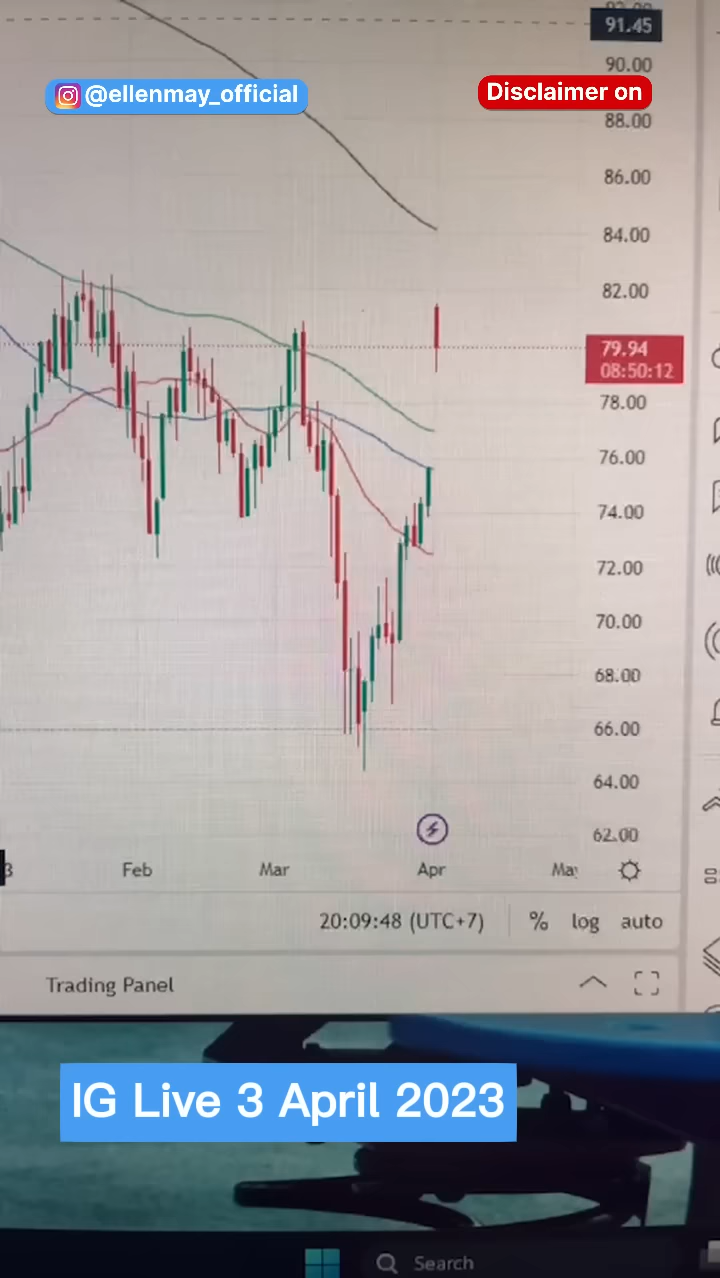 91.45
90.00
@ellenmay_official
Disclaimer on
88.00
86.00
84.00
82.00
79.94
08:50:12
78.00
76.00
74.00
72.00
70.00
68.00
66.00
64.00
62.00
3
Feb
Mar
Apr
May
20:09:48 (UTC+7)
% log auto
Trading Panel
IG Live 3 April 2023
Search